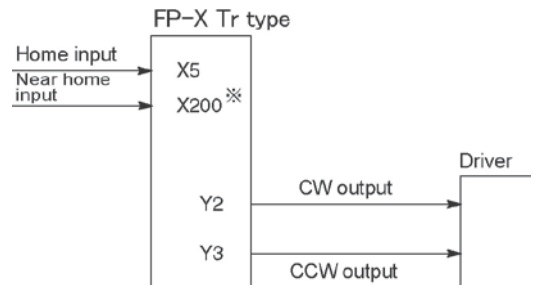 FP-X Tr type
Home input
Near home
input
X5
X200※
Driver
Y2
CW output
Y3
CCW output